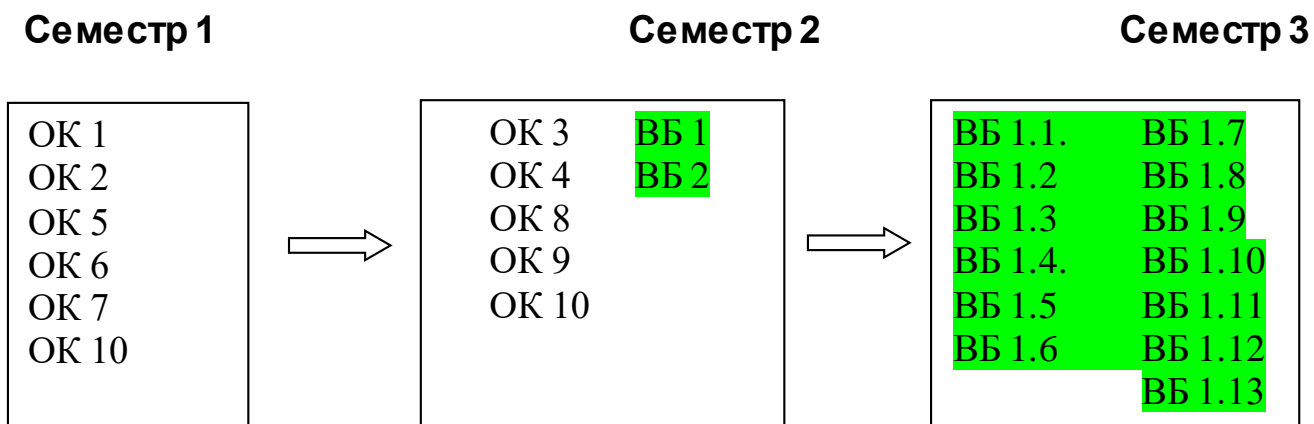 Семестр 1
Семестр 2
Семестр 3
ОК 1
ОК 2
ОК 5
ОК 6
ОК 7
ОК 10
ОК 3 ВБ 1
ОК 4 ВБ 2
ОК 8
ОК 9
ОК 10
ВБ 1.1. ВБ 1.7
ВБ 1.2 ВБ 1.8
ВБ 1.3 ВБ 1.9
ВБ 1.4. ВБ 1.10
ВБ 1.5 ВБ 1.11
ВБ 1.6 ВБ 1.12
ВБ 1.13